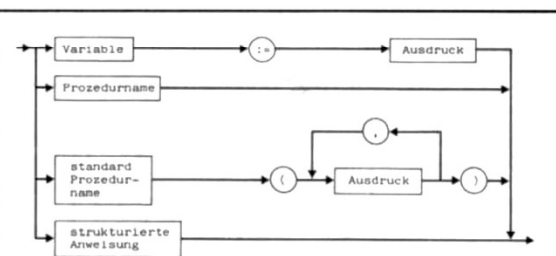 Variable := Ausdruck
Prozedurname
,
standard
Prozedur-
name
( Ausdruck )
strukturierte
Anweisung